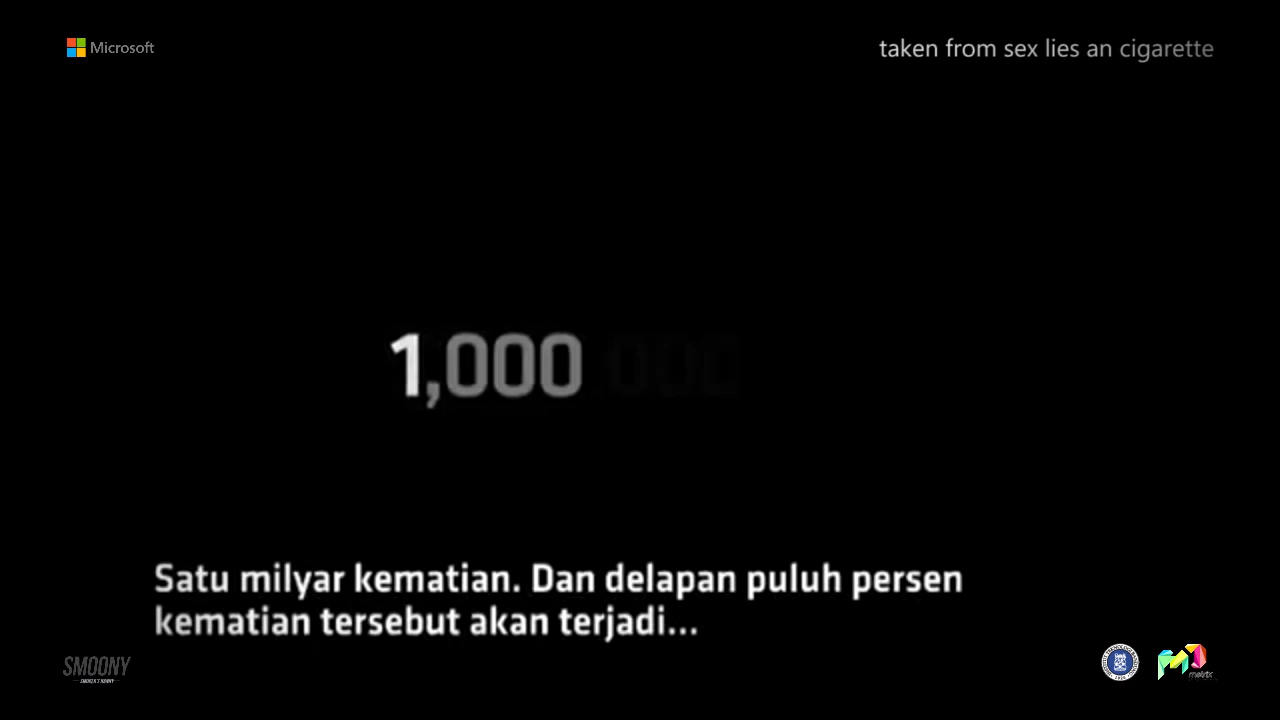 Microsoft
taken from sex lies an cigarette
1,000
Satu milyar kematian. Dan delapan puluh persen
kematian tersebut akan terjadi...
SMOONY
matrix